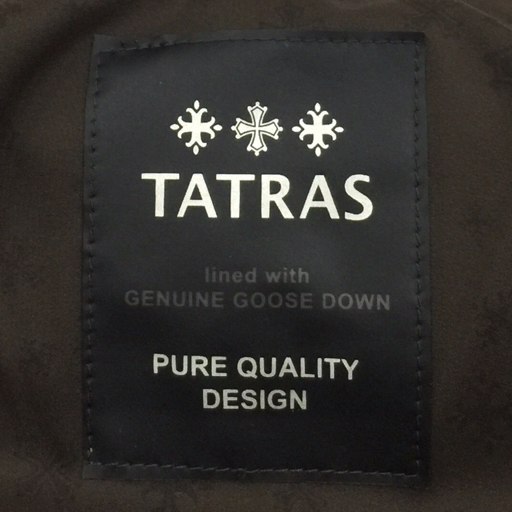 TATRAS
lined with
GENUINE GOOSE DOWN
PURE QUALITY
DESIGN